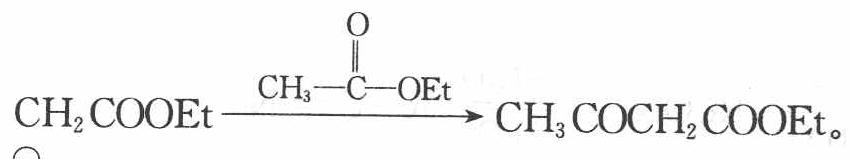 O
CH₃—C—OEt
CH₂COOEt → CH₃COCH₂COOEt。